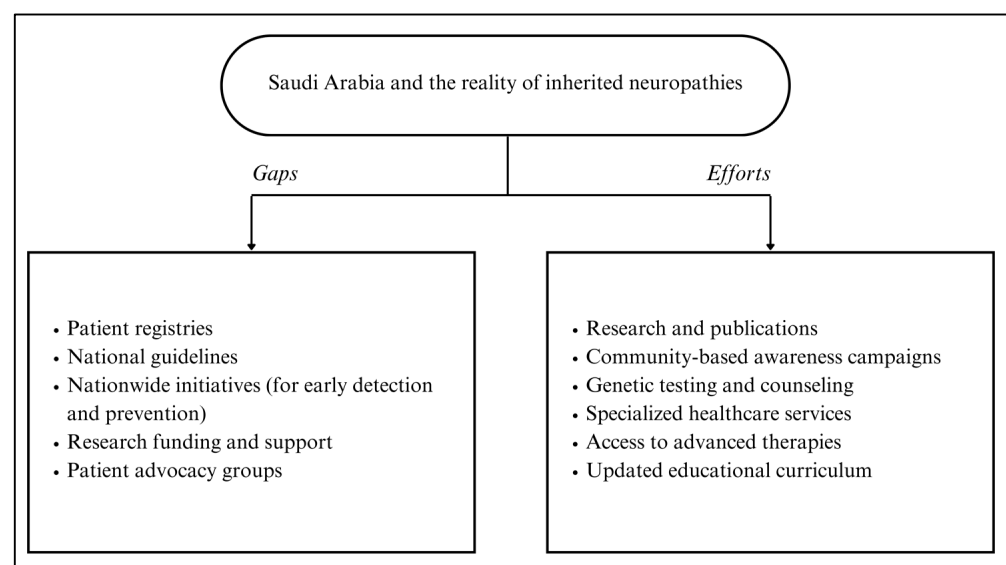 Saudi Arabia and the reality of inherited neuropathies
Gaps
Efforts
• Patient registries
• National guidelines
• Nationwide initiatives (for early detection
and prevention)
• Research funding and support
• Patient advocacy groups
• Research and publications
• Community-based awareness campaigns
• Genetic testing and counseling
• Specialized healthcare services
• Access to advanced therapies
• Updated educational curriculum